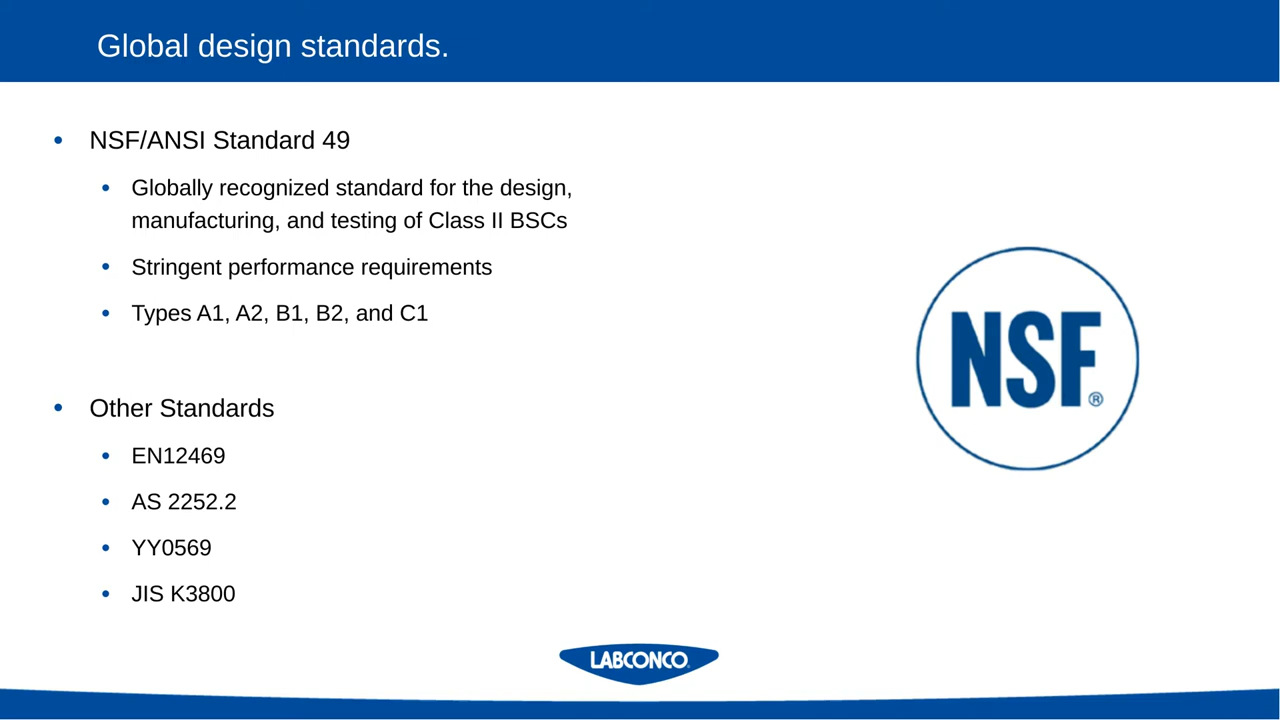 Global design standards.
NSF/ANSI Standard 49
Globally recognized standard for the design,
manufacturing, and testing of Class II BSCs
Stringent performance requirements
Types A1, A2, B1, B2, and C1
NSF®
Other Standards
EN12469
AS 2252.2
YY0569
JIS K3800
LABCONCO